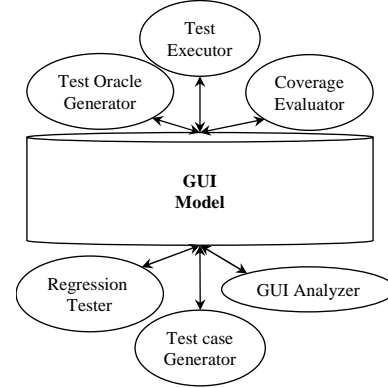 Test
Executor
Test Oracle
Generator
Coverage
Evaluator
GUI
Model
Regression
Tester
GUI Analyzer
Test case
Generator